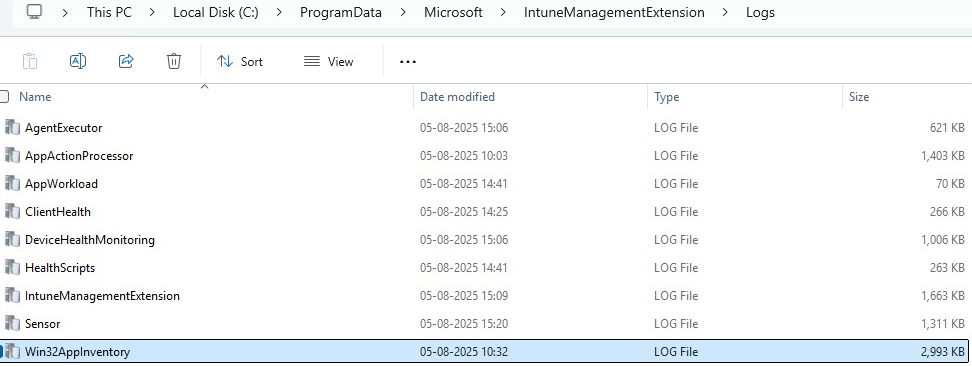 This PC > Local Disk (C:) > ProgramData > Microsoft > IntuneManagementExtension > Logs
Sort View
Name Date modified Type Size
AgentExecutor 05-08-2025 15:06 LOG File 621 KB
AppActionProcessor 05-08-2025 10:03 LOG File 1,403 KB
AppWorkload 05-08-2025 14:41 LOG File 70 KB
ClientHealth 05-08-2025 14:25 LOG File 266 KB
DeviceHealthMonitoring 05-08-2025 15:06 LOG File 1,006 KB
HealthScripts 05-08-2025 14:41 LOG File 263 KB
IntuneManagementExtension 05-08-2025 15:09 LOG File 1,663 KB
Sensor 05-08-2025 15:20 LOG File 1,311 KB
Win32AppInventory 05-08-2025 10:32 LOG File 2,993 KB